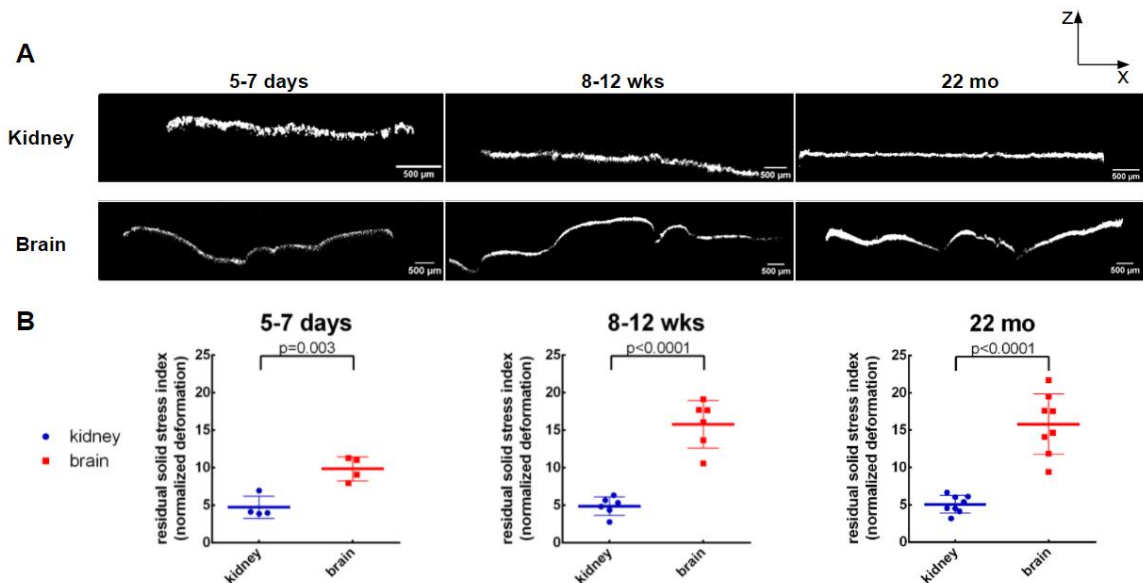 Z
X
A
5-7 days 8-12 wks 22 mo
Kidney
500 µm 500 µm 500 µm
Brain
500 µm 500 µm 500 µm
B
5-7 days 8-12 wks 22 mo
p=0.003 p<0.0001 p<0.0001
kidney
brain
residual solid stress index
(normalized deformation)
25
20
15
10
5
0
kidney brain
residual solid stress index
(normalized deformation)
25
20
15
10
5
0
kidney brain
residual solid stress index
(normalized deformation)
25
20
15
10
5
0
kidney brain